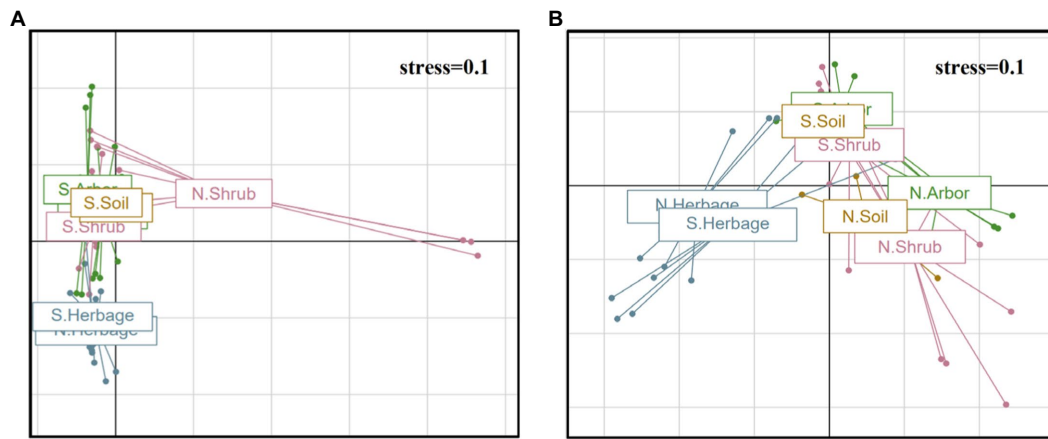 A
stress=0.1
N.Shrub
S.Arbor
S.Soil
S.Shrub
S.Herbage
N.Herbage
B
stress=0.1
S.Arbor
S.Soil
S.Shrub
N.Herbage
N.Arbor
S.Herbage
N.Soil
N.Shrub